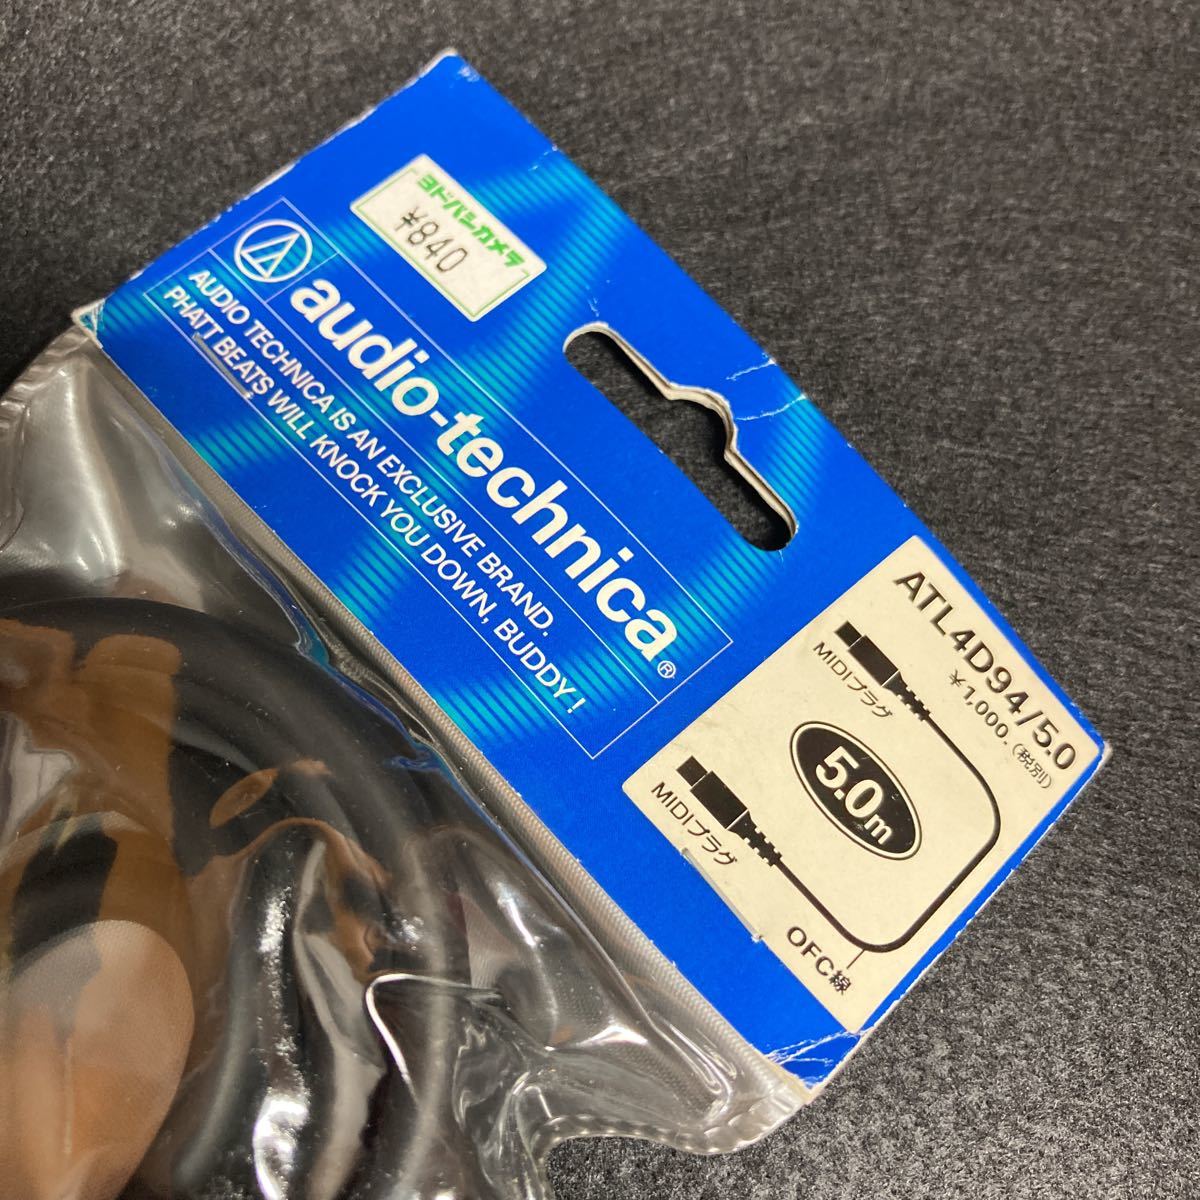 ヨドバシカメラ
¥840
audio-technica®
AUDIO TECHNICA IS AN EXCLUSIVE BRAND.
PHATT BEATS WILL KNOCK YOU DOWN, BUDDY!
ATL4D94/5.0
¥1,000.(税別)
MIDIプラグ
5.0m
MIDIプラグ
OFC線